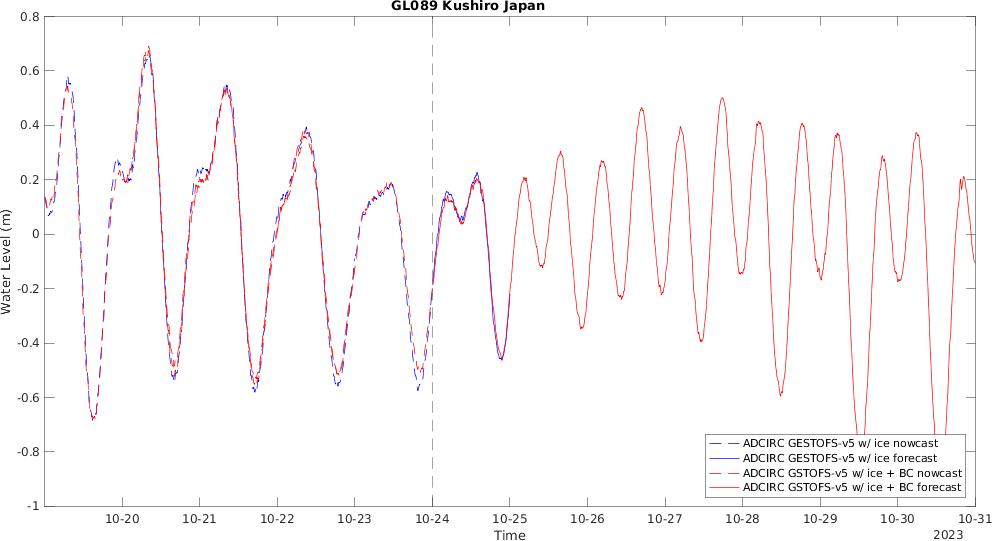 GL089 Kushiro Japan
0.8
0.6
0.4
0.2
0
-0.2
-0.4
-0.6
-0.8
-1
Water Level (m)
10-20 10-21 10-22 10-23 10-24 10-25 10-26 10-27 10-28 10-29 10-30 10-31
Time
2023
ADCIRC GESTOFS-v5 w/ ice nowcast
ADCIRC GESTOFS-v5 w/ ice forecast
ADCIRC GSTOFS-v5 w/ ice + BC nowcast
ADCIRC GSTOFS-v5 w/ ice + BC forecast